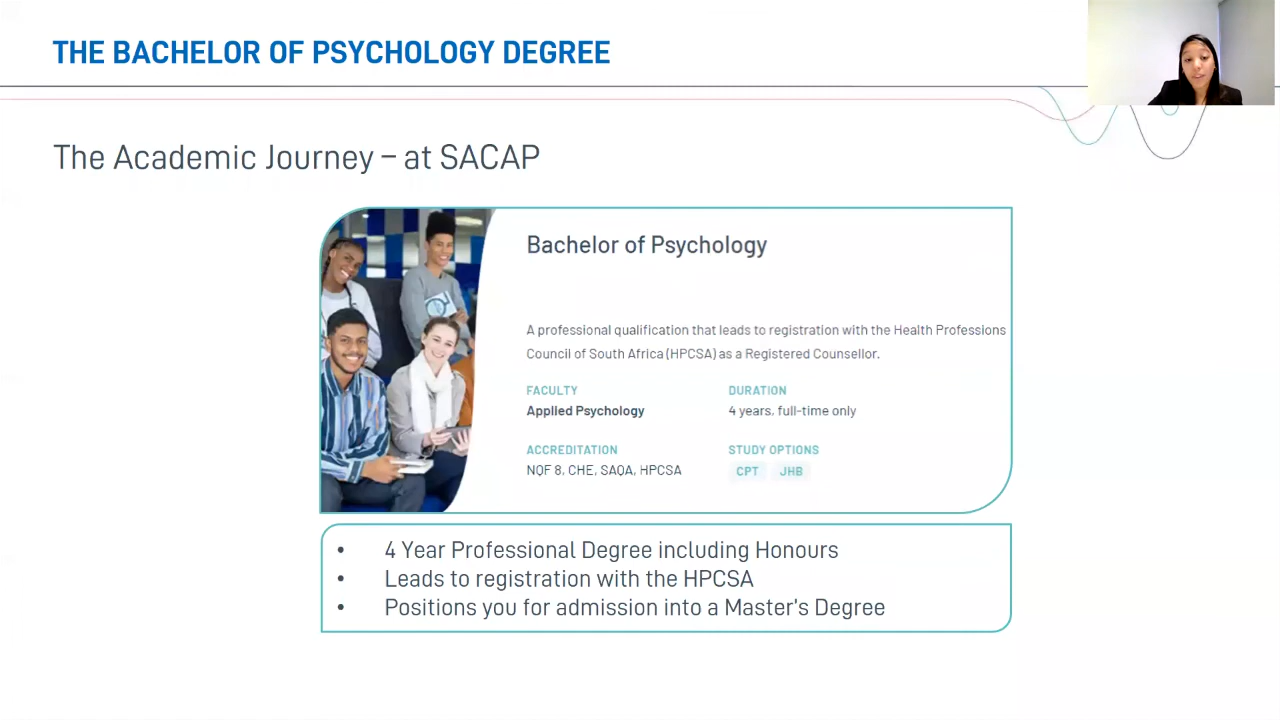 THE BACHELOR OF PSYCHOLOGY DEGREE
The Academic Journey – at SACAP
Bachelor of Psychology
A professional qualification that leads to registration with the Health Professions
Council of South Africa (HPCSA) as a Registered Counsellor.
FACULTY
Applied Psychology
DURATION
4 years, full-time only
ACCREDITATION
NQF 8, CHE, SAQA, HPCSA
STUDY OPTIONS
CPT JHB
• 4 Year Professional Degree including Honours
• Leads to registration with the HPCSA
• Positions you for admission into a Master's Degree